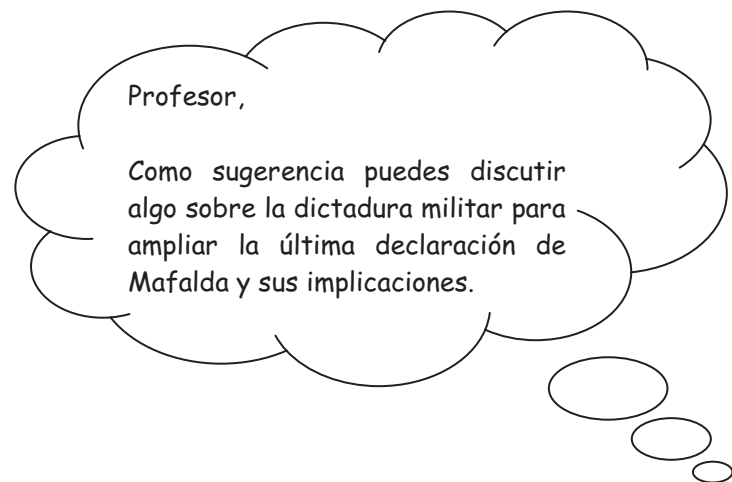 Profesor,
Como sugerencia puedes discutir
algo sobre la dictadura militar para
ampliar la última declaración de
Mafalda y sus implicaciones.